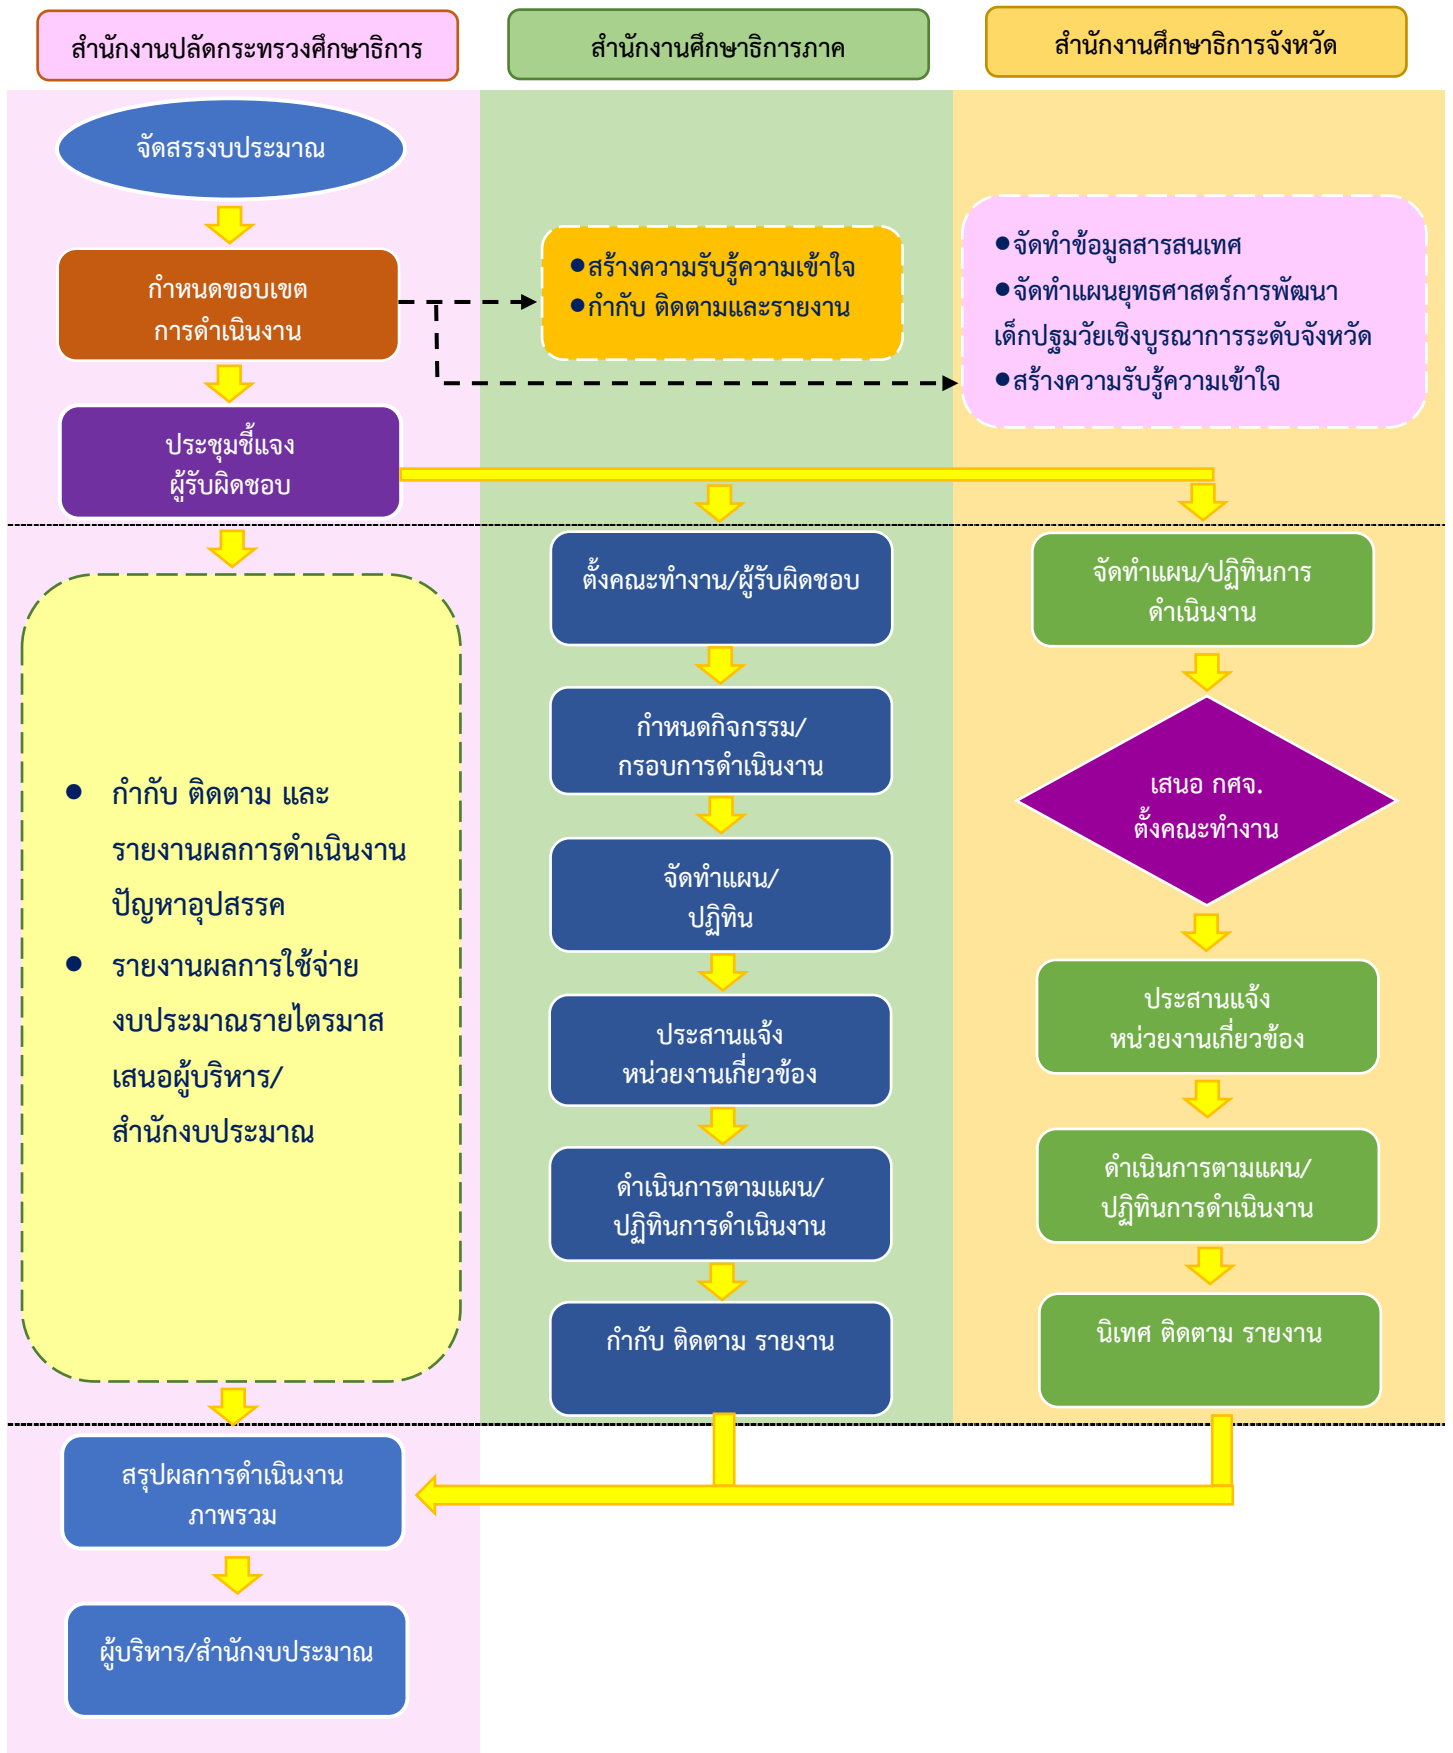 สำนักงานปลัดกระทรวงศึกษาธิการ
สำนักงานศึกษาธิการภาค
สำนักงานศึกษาธิการจังหวัด
จัดสรรงบประมาณ
กำหนดขอบเขต
การดำเนินงาน
●สร้างความรับรู้ความเข้าใจ
●กำกับ ติดตามและรายงาน
●จัดทำข้อมูลสารสนเทศ
●จัดทำแผนยุทธศาสตร์การพัฒนา
เด็กปฐมวัยเชิงบูรณาการระดับจังหวัด
●สร้างความรับรู้ความเข้าใจ
ประชุมชี้แจง
ผู้รับผิดชอบ
● กำกับ ติดตาม และ
รายงานผลการดำเนินงาน
ปัญหาอุปสรรค
● รายงานผลการใช้จ่าย
งบประมาณรายไตรมาส
เสนอผู้บริหาร/
สำนักงบประมาณ
ตั้งคณะทำงาน/ผู้รับผิดชอบ
กำหนดกิจกรรม/
กรอบการดำเนินงาน
จัดทำแผน/
ปฏิทิน
ประสานแจ้ง
หน่วยงานเกี่ยวข้อง
ดำเนินการตามแผน/
ปฏิทินการดำเนินงาน
กำกับ ติดตาม รายงาน
จัดทำแผน/ปฏิทินการ
ดำเนินงาน
เสนอ กศจ.
ตั้งคณะทำงาน
ประสานแจ้ง
หน่วยงานเกี่ยวข้อง
ดำเนินการตามแผน/
ปฏิทินการดำเนินงาน
นิเทศ ติดตาม รายงาน
สรุปผลการดำเนินงาน
ภาพรวม
ผู้บริหาร/สำนักงบประมาณ